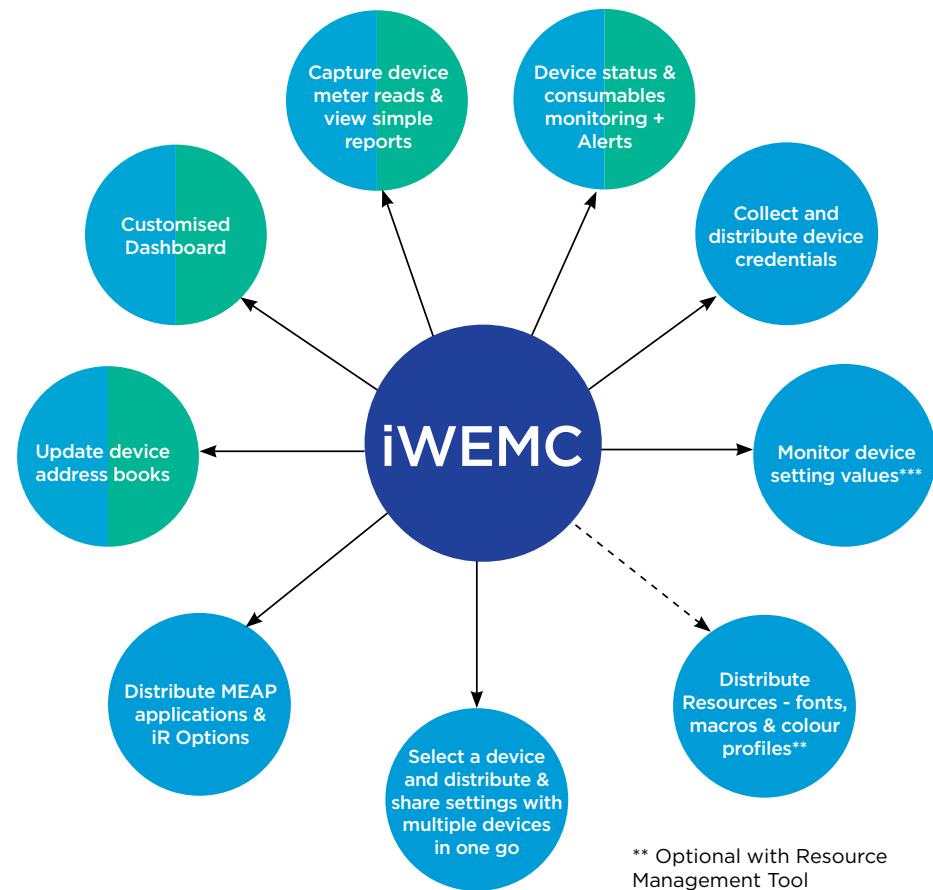 Capture device
meter reads &
view simple
reports
Device status &
consumables
monitoring +
Alerts
Customised
Dashboard
Collect and
distribute device
credentials
iWEMC
Update device
address books
Monitor device
setting values***
Distribute MEAP
applications &
iR Options
Select a device
and distribute &
share settings with
multiple devices
in one go
Distribute
Resources - fonts,
macros & colour
profiles**
** Optional with Resource
Management Tool